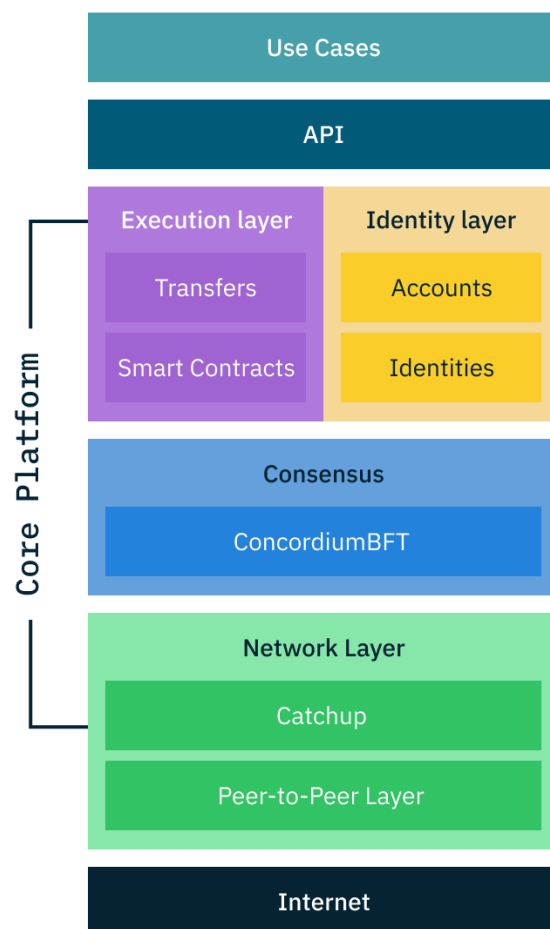 Use Cases
API
Core Platform
Execution layer
Transfers
Smart Contracts
Identity layer
Accounts
Identities
Consensus
ConcordiumBFT
Network Layer
Catchup
Peer-to-Peer Layer
Internet